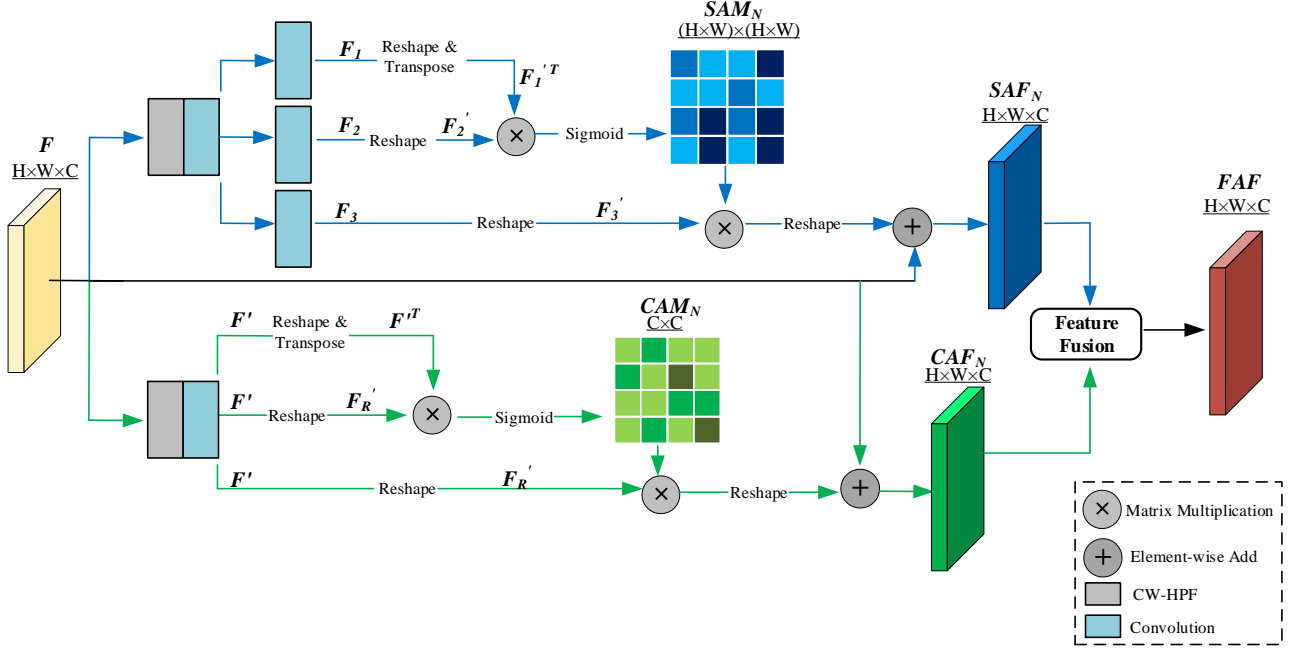 SAM_N
(H×W)×(H×W)
F_1
Reshape &
Transpose
F_1'^T
SAF_N
H×W×C
F
H×W×C
F_2
Reshape
F_2'
×
Sigmoid
FAF
H×W×C
F_3
Reshape
F_3'
×
Reshape
+
CAM_N
C×C
F'
Reshape &
Transpose
F'^T
Feature
Fusion
CAF_N
H×W×C
F'
Reshape
F_R'
×
Sigmoid
F'
Reshape
F_R'
×
Reshape
+
× Matrix Multiplication
+ Element-wise Add
CW-HPF
Convolution